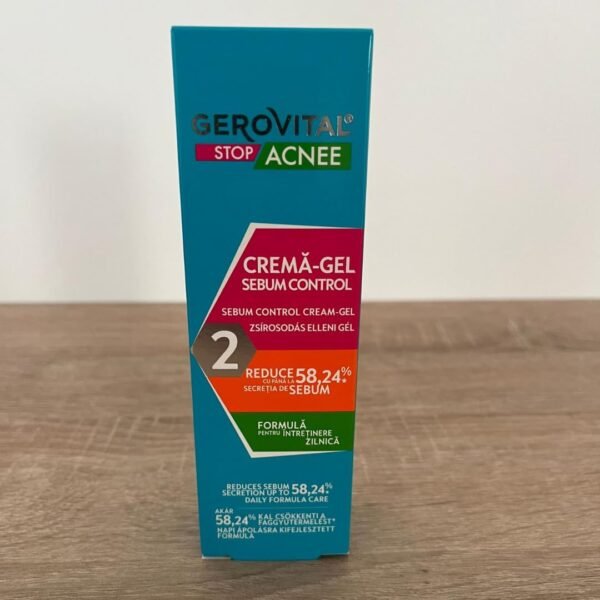 GEROVITAL®
STOP ACNEE
CREMĂ-GEL
SEBUM CONTROL
SEBUM CONTROL CREAM-GEL
ZSÍROSODÁS ELLENI GÉL
2
REDUCE
CU PÂNĂ LA 58,24%*
SECREȚIA DE SEBUM
FORMULĂ
PENTRU ÎNTREȚINERE
ZILNICĂ
REDUCES SEBUM
SECRETION UP TO 58,24%*
DAILY FORMULA CARE
AKÁR
58,24%* KAL CSÖKKENTI A
FAGGYÚTERMELÉST*
NAPI ÁPOLÁSRA KIFEJLESZTETT
FORMULA